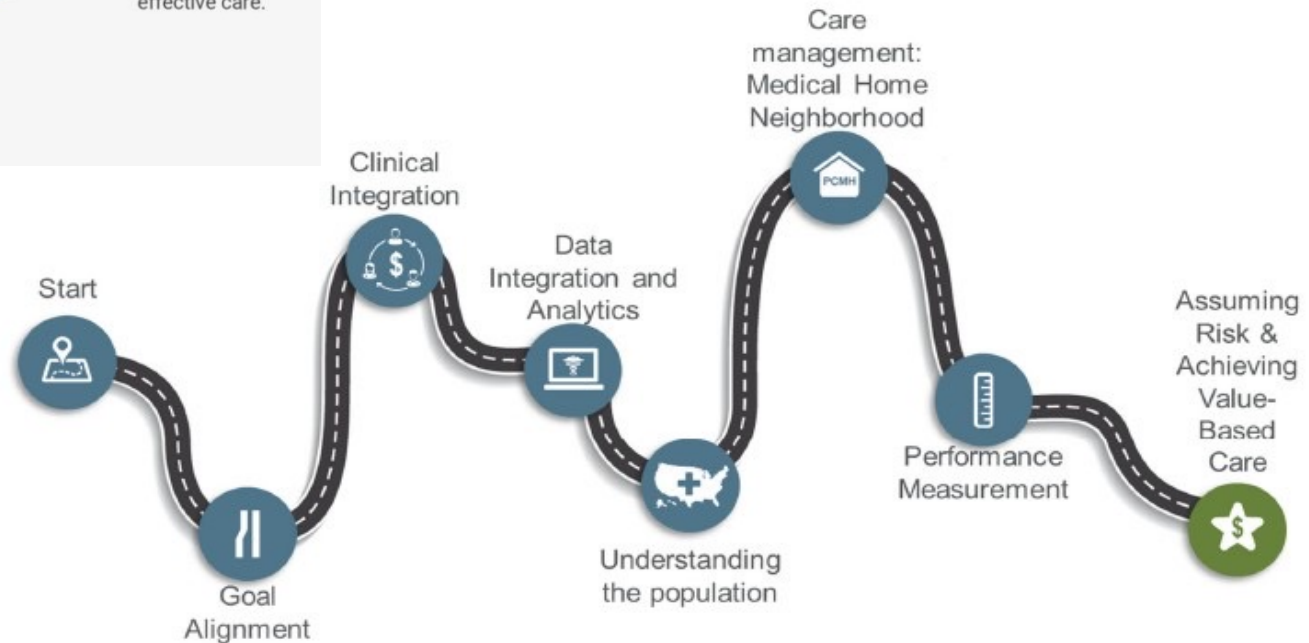 effective care.
Start
Goal
Alignment
Clinical
Integration
$
Data
Integration and
Analytics
Understanding
the population
Care
management:
Medical Home
Neighborhood
PCMH
Performance
Measurement
Assuming
Risk &
Achieving
Value-
Based
Care
$